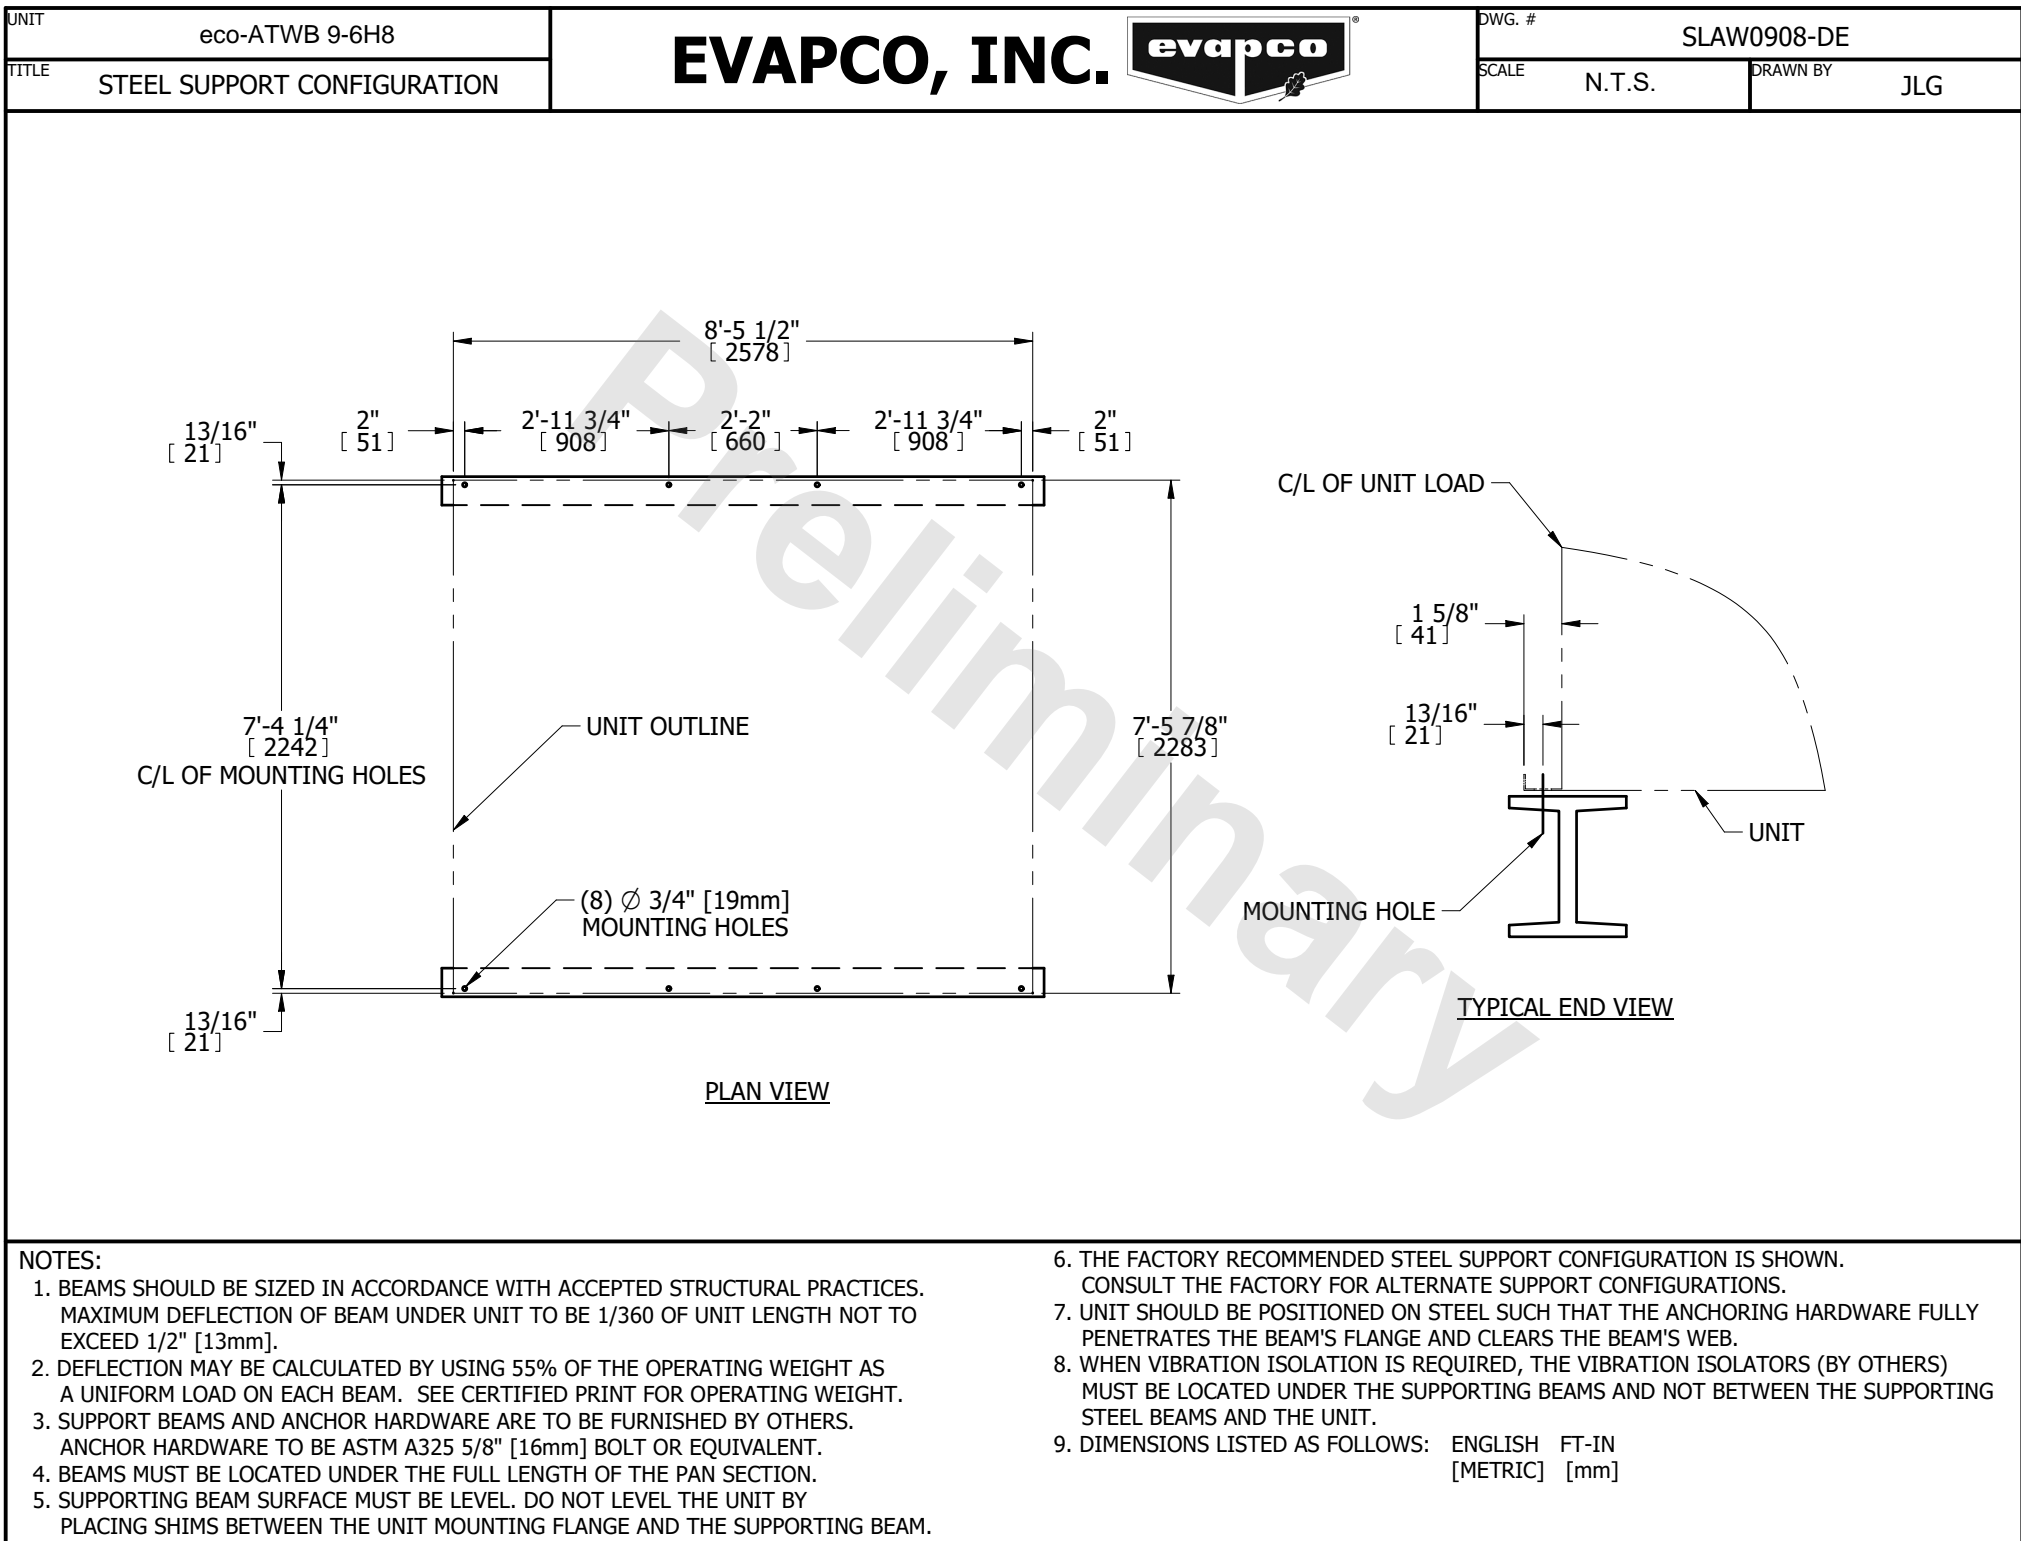 UNIT
eco-ATWB 9-6H8
TITLE
STEEL SUPPORT CONFIGURATION
EVAPCO, INC.
evapco
®
DWG. #
SLAW0908-DE
SCALE
N.T.S.
DRAWN BY
JLG
8'-5 1/2"
[ 2578 ]
13/16"
[ 21 ]
2"
[ 51 ]
2'-11 3/4"
[ 908 ]
2'-2"
[ 660 ]
2'-11 3/4"
[ 908 ]
2"
[ 51 ]
7'-4 1/4"
[ 2242 ]
C/L OF MOUNTING HOLES
UNIT OUTLINE
7'-5 7/8"
[ 2283 ]
(8) ∅ 3/4" [19mm]
MOUNTING HOLES
13/16"
[ 21 ]
PLAN VIEW
C/L OF UNIT LOAD
1 5/8"
[ 41 ]
13/16"
[ 21 ]
UNIT
MOUNTING HOLE
TYPICAL END VIEW
Preliminary
NOTES:
1. BEAMS SHOULD BE SIZED IN ACCORDANCE WITH ACCEPTED STRUCTURAL PRACTICES.
MAXIMUM DEFLECTION OF BEAM UNDER UNIT TO BE 1/360 OF UNIT LENGTH NOT TO
EXCEED 1/2" [13mm].
2. DEFLECTION MAY BE CALCULATED BY USING 55% OF THE OPERATING WEIGHT AS
A UNIFORM LOAD ON EACH BEAM. SEE CERTIFIED PRINT FOR OPERATING WEIGHT.
3. SUPPORT BEAMS AND ANCHOR HARDWARE ARE TO BE FURNISHED BY OTHERS.
ANCHOR HARDWARE TO BE ASTM A325 5/8" [16mm] BOLT OR EQUIVALENT.
4. BEAMS MUST BE LOCATED UNDER THE FULL LENGTH OF THE PAN SECTION.
5. SUPPORTING BEAM SURFACE MUST BE LEVEL. DO NOT LEVEL THE UNIT BY
PLACING SHIMS BETWEEN THE UNIT MOUNTING FLANGE AND THE SUPPORTING BEAM.
6. THE FACTORY RECOMMENDED STEEL SUPPORT CONFIGURATION IS SHOWN.
CONSULT THE FACTORY FOR ALTERNATE SUPPORT CONFIGURATIONS.
7. UNIT SHOULD BE POSITIONED ON STEEL SUCH THAT THE ANCHORING HARDWARE FULLY
PENETRATES THE BEAM'S FLANGE AND CLEARS THE BEAM'S WEB.
8. WHEN VIBRATION ISOLATION IS REQUIRED, THE VIBRATION ISOLATORS (BY OTHERS)
MUST BE LOCATED UNDER THE SUPPORTING BEAMS AND NOT BETWEEN THE SUPPORTING
STEEL BEAMS AND THE UNIT.
9. DIMENSIONS LISTED AS FOLLOWS: ENGLISH FT-IN
[METRIC] [mm]